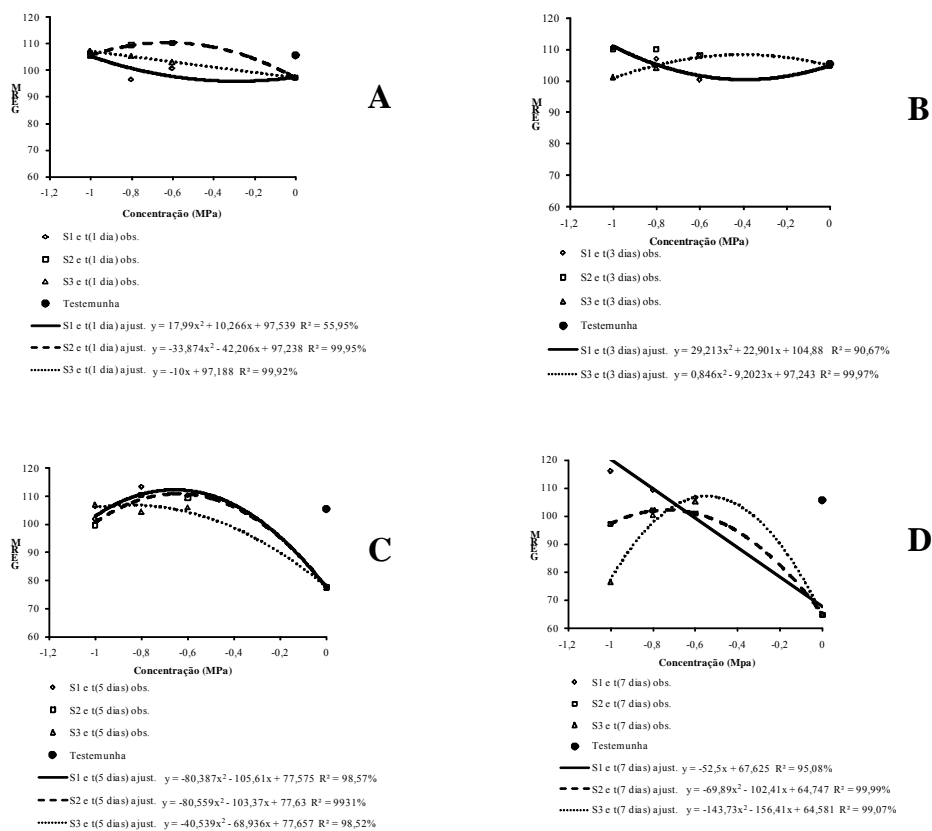 120
110
100
90
80
70
60
MREG
GERM
A
-1,2
-1
-0,8
-0,6
-0,4
-0,2
0
Concentração (MPa)
S1 e t(1 dia) obs.
S2 e t(1 dia) obs.
S3 e t(1 dia) obs.
Testemunha
S1 e t(1 dia) ajust. y = 17,99x² + 10,266x + 97,539 R² = 55,95%
S2 e t(1 dia) ajust. y = -33,874x² - 42,206x + 97,238 R² = 99,95%
S3 e t(1 dia) ajust. y = -10x + 97,188 R² = 99,92%
120
110
100
90
80
70
60
MREG
GERM
B
-1,2
-1
-0,8
-0,6
-0,4
-0,2
0
Concentração (MPa)
S1 e t(3 dias) obs.
S2 e t(3 dias) obs.
S3 e t(3 dias) obs.
Testemunha
S1 e t(3 dias) ajust. y = 29,213x² + 22,901x + 104,88 R² = 90,67%
S3 e t(3 dias) ajust. y = 0,846x² - 9,2023x + 97,243 R² = 99,97%
120
110
100
90
80
70
60
MREG
GERM
C
-1,2
-1
-0,8
-0,6
-0,4
-0,2
0
Concentração (MPa)
S1 e t(5 dias) obs.
S2 e t(5 dias) obs.
S3 e t(5 dias) obs.
Testemunha
S1 e t(5 dias) ajust. y = -80,387x² - 105,61x + 77,575 R² = 98,57%
S2 e t(5 dias) ajust. y = -80,559x² - 103,37x + 77,63 R² = 9931%
S3 e t(5 dias) ajust. y = -40,539x² - 68,936x + 77,657 R² = 98,52%
120
110
100
90
80
70
60
MREG
GERM
D
-1,2
-1
-0,8
-0,6
-0,4
-0,2
0
Concentração (Mpa)
S1 e t(7 dias) obs.
S2 e t(7 dias) obs.
S3 e t(7 dias) obs.
Testemunha
S1 e t(7 dias) ajust. y = -52,5x + 67,625 R² = 95,08%
S2 e t(7 dias) ajust. y = -69,89x² - 102,41x + 64,747 R² = 99,99%
S3 e t(7 dias) ajust. y = -143,73x² - 156,41x + 64,581 R² = 99,07%